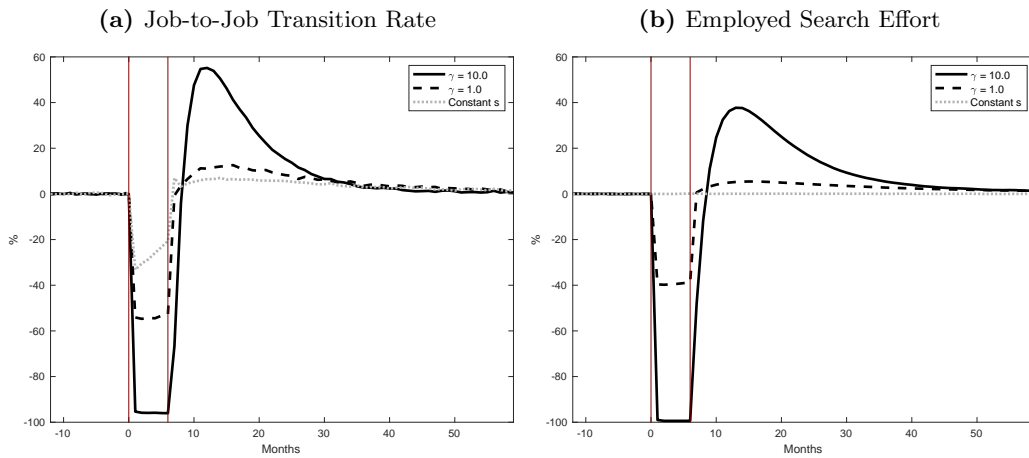 (a) Job-to-Job Transition Rate
60
40
20
0
-20
-40
-60
-80
-100
%
-10 0 10 20 30 40 50
Months
γ = 10.0
γ = 1.0
Constant s
(b) Employed Search Effort
60
40
20
0
-20
-40
-60
-80
-100
%
-10 0 10 20 30 40 50
Months
γ = 10.0
γ = 1.0
Constant s